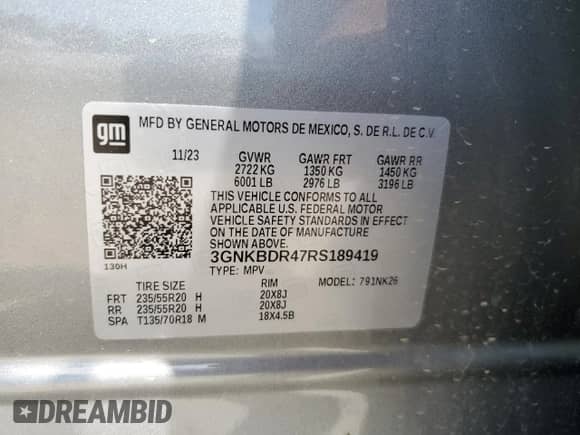 gm MFD BY GENERAL MOTORS DE MEXICO, S. DE R.L. DE C.V.
11/23 GVWR GAWR FRT GAWR RR
2722 KG 1350 KG 1450 KG
6001 LB 2976 LB 3196 LB
THIS VEHICLE CONFORMS TO ALL
APPLICABLE U.S. FEDERAL MOTOR
VEHICLE SAFETY STANDARDS IN EFFECT
ON THE DATE OF MANUFACTURE
SHOWN ABOVE.
130H 3GNKBDR47RS189419
TYPE: MPV MODEL: 791NK26
TIRE SIZE RIM
FRT 235/55R20 H 20X8J
RR 235/55R20 H 20X8J
SPA T135/70R18 M 18X4.5B
DREAMBID